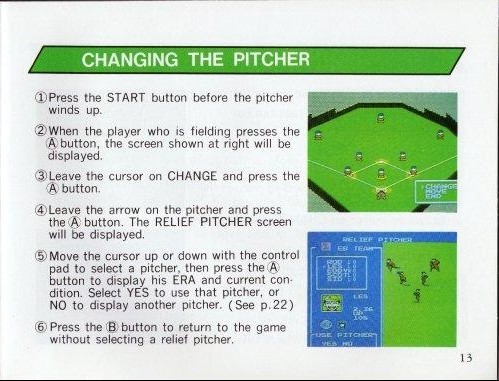 CHANGING THE PITCHER
①Press the START button before the pitcher
winds up.
②When the player who is fielding presses the
Ⓐbutton, the screen shown at right will be
displayed.
③Leave the cursor on CHANGE and press the
Ⓐ button.
④Leave the arrow on the pitcher and press
the Ⓐ button. The RELIEF PITCHER screen
will be displayed.
⑤Move the cursor up or down with the control
pad to select a pitcher, then press the Ⓐ
button to display his ERA and current con-
dition. Select YES to use that pitcher, or
NO to display another pitcher. (See p.22)
⑥ Press the Ⓑ button to return to the game
without selecting a relief pitcher.
CHANGE
MOVE
END
RELIEF PITCHER
TEAM
LES
USE PITCHER
YES NO
13